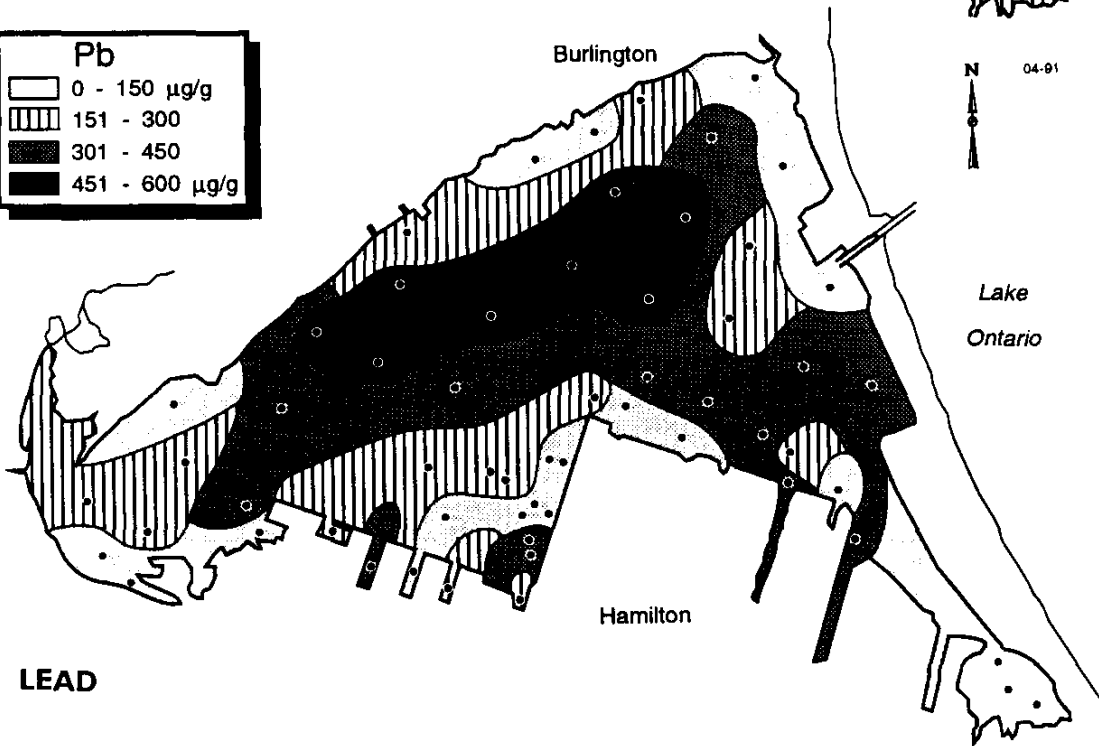 Pb
0 - 150 µg/g
151 - 300
301 - 450
451 - 600 µg/g
Burlington
N
04-91
Lake
Ontario
Hamilton
LEAD